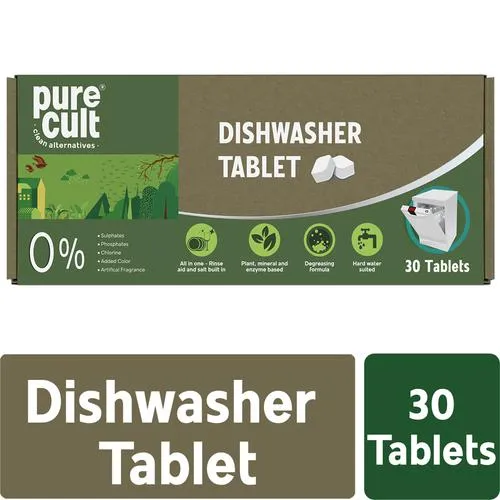 pure
cult®
• clean alternatives •
DISHWASHER
TABLET
0%
• Sulphates
• Phosphates
• Chlorine
• Added Color
• Artifical Fragrance
All in one - Rinse
aid and salt built in
Plant, mineral and
enzyme based
Degreasing
formula
Hard water
suited
30 Tablets
Dishwasher
Tablet
30
Tablets